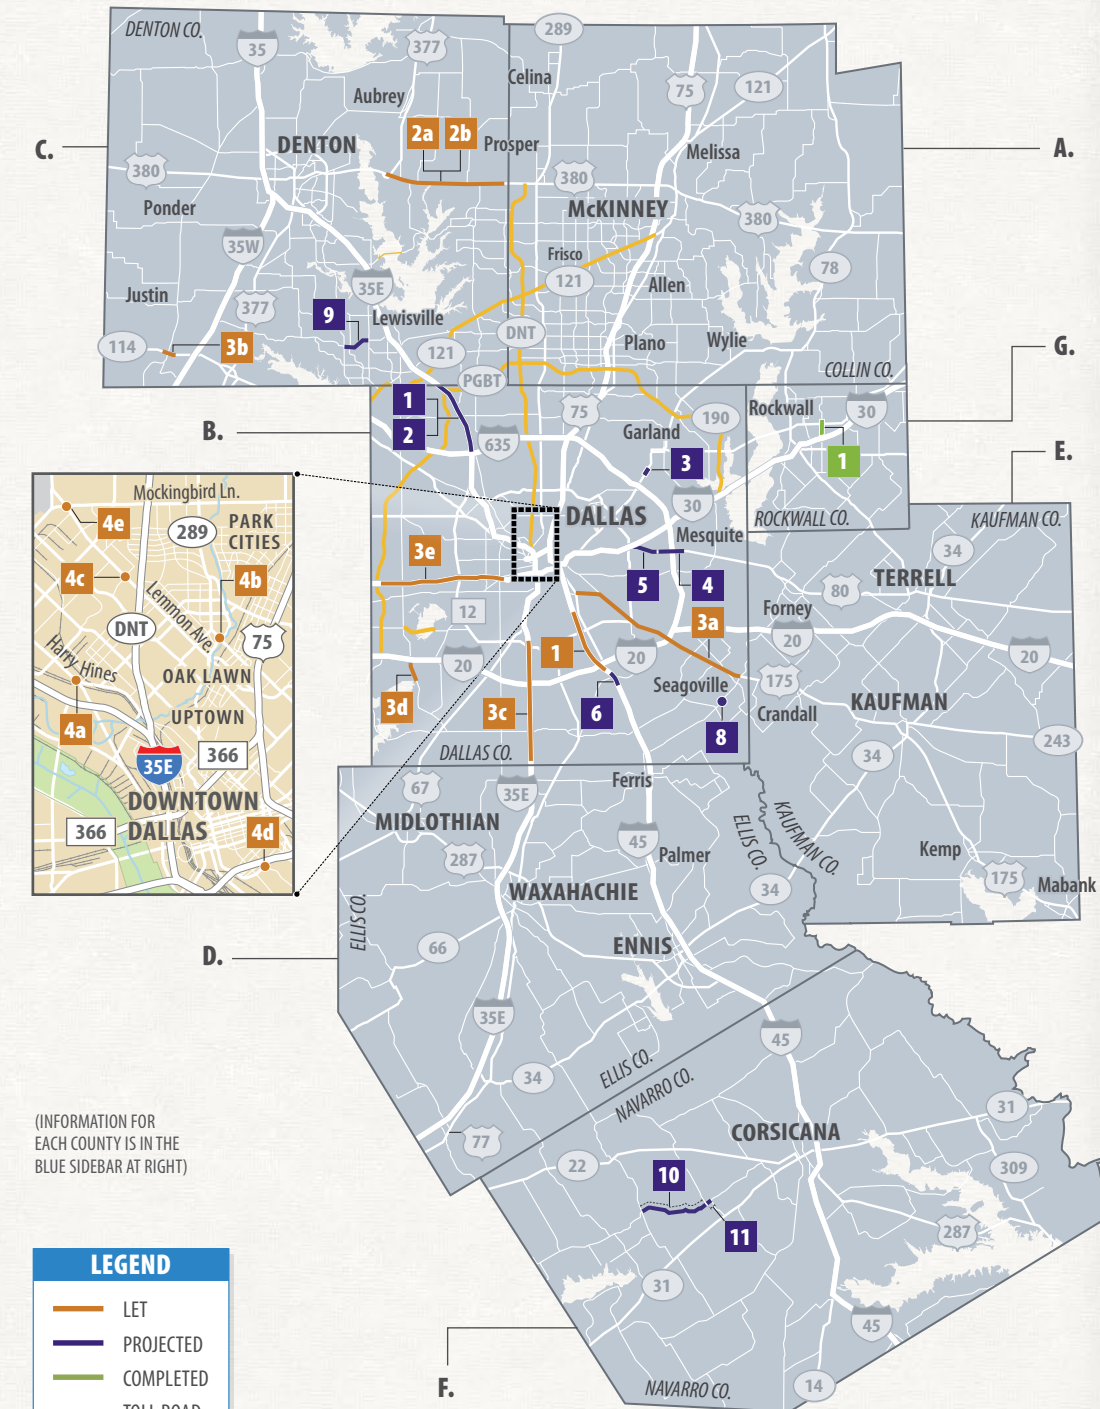 DENTON CO.
35
377
289
Celina
75
121
Aubrey
2a
2b
Prosper
DENTON
C.
A.
Melissa
380
380
Ponder
McKINNEY
380
35W
Frisco
78
121
35E
Allen
Justin
377
9
Lewisville
DNT
114
3b
121
Plano
Wylie
G.
PGBT
COLLIN CO.
1
2
75
190
Rockwall
30
B.
635
Garland
3
1
E.
30
DALLAS
ROCKWALL CO.
KAUFMAN CO.
Mesquite
34
3e
5
4
TERRELL
80
12
3a
Forney
20
20
1
20
20
Seagoville
175
3d
3c
6
Crandall
KAUFMAN
8
243
34
DALLAS CO.
Mockingbird Ln.
4e
289
PARK
CITIES
4c
4b
Lemmon Ave.
DNT
75
Harry Hines
OAK LAWN
4a
UPTOWN
366
35E
DOWNTOWN
DALLAS
366
4d
67
35E
Ferris
MIDLOTHIAN
45
ELLIS CO.
KAUFMAN CO.
287
Palmer
Kemp
WAXAHACHIE
34
175
Mabank
ELLIS CO.
66
ENNIS
D.
35E
45
ELLIS CO.
NAVARRO CO.
34
31
(INFORMATION FOR
EACH COUNTY IS IN THE
BLUE SIDEBAR AT RIGHT)
77
CORSICANA
22
309
10
11
287
31
45
F.
NAVARRO CO.
14
LEGEND
LET
PROJECTED
COMPLETED
TOLL ROAD